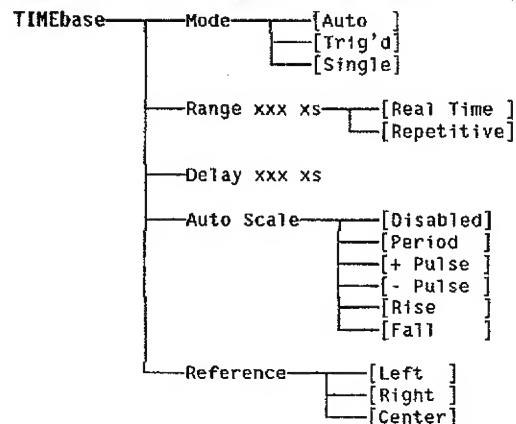 TIMEbase Mode [Auto ]
[Trig'd]
[Single]
Range xxx xs [Real Time ]
[Repetitive]
Delay xxx xs
Auto Scale [Disabled]
[Period ]
[+ Pulse ]
[- Pulse ]
[Rise ]
[Fall ]
Reference [Left ]
[Right ]
[Center]